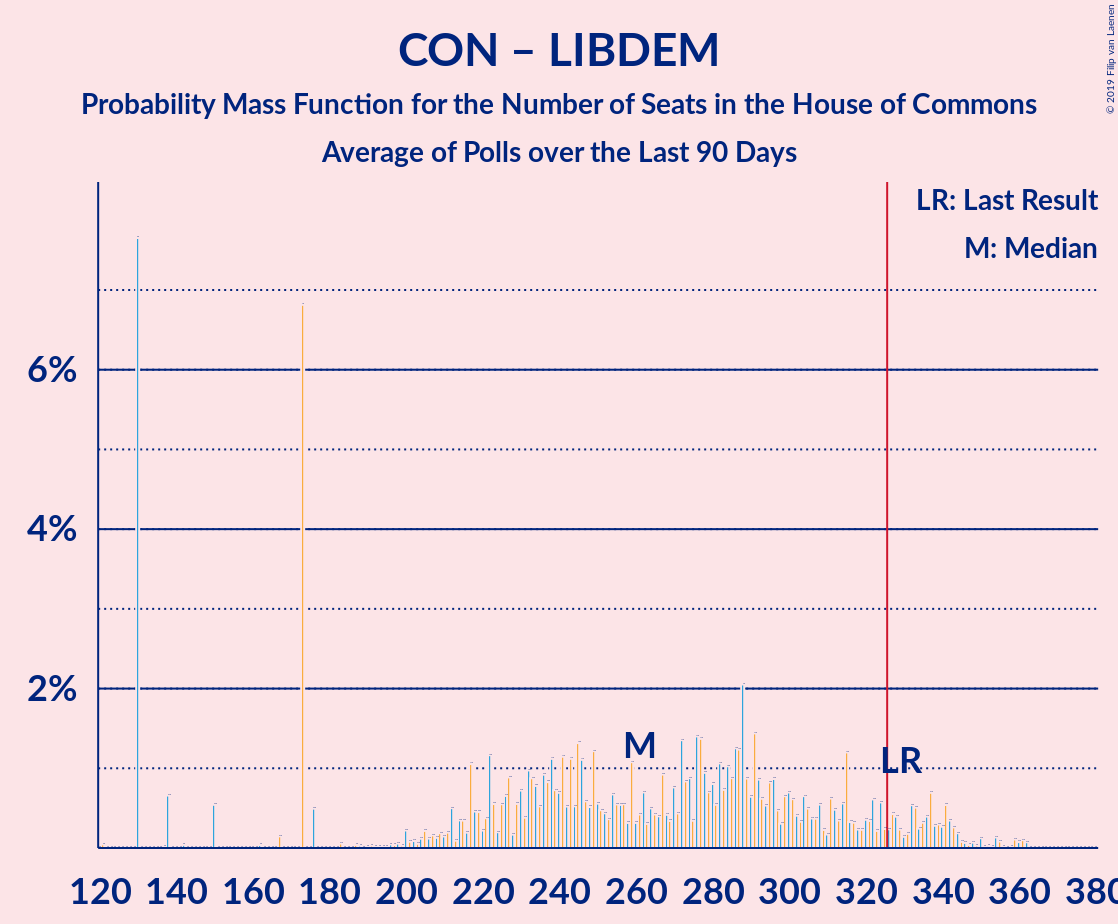 CON – LIBDEM
Probability Mass Function for the Number of Seats in the House of Commons
Average of Polls over the Last 90 Days
© 2019 Filip van Laenen
LR: Last Result
M: Median
6%
4%
2%
M
LR
120 140 160 180 200 220 240 260 280 300 320 340 360 380